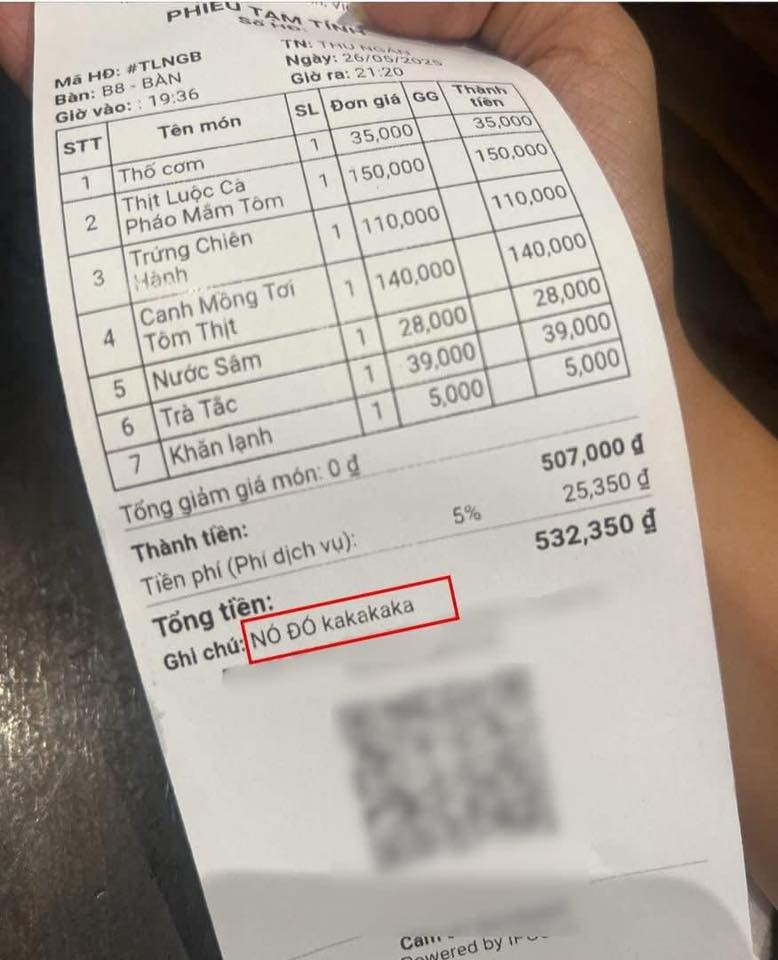 PHIẾU TẠM TÍNH
Số HĐ:
Mã HĐ: #TLNGB
TN: THU NGÂN
Bàn: B8 - BÀN
Ngày: 26/05/2025
Giờ vào: : 19:36
Giờ ra: 21:20
STT Tên món SL Đơn giá GG Thành tiền
1 Thố cơm 1 35,000 35,000
2 Thịt Luộc Cà Pháo Mắm Tôm 1 150,000 150,000
3 Trứng Chiên Hành 1 110,000 110,000
4 Canh Mồng Tơi Tôm Thịt 1 140,000 140,000
5 Nước Sâm 1 28,000 28,000
6 Trà Tắc 1 39,000 39,000
7 Khăn lạnh 1 5,000 5,000
Tổng giảm giá món: 0 đ
Thành tiền: 507,000 đ
Tiền phí (Phí dịch vụ): 5% 25,350 đ
Tổng tiền: 532,350 đ
Ghi chú: NÓ ĐÓ kakakaka
Powered by